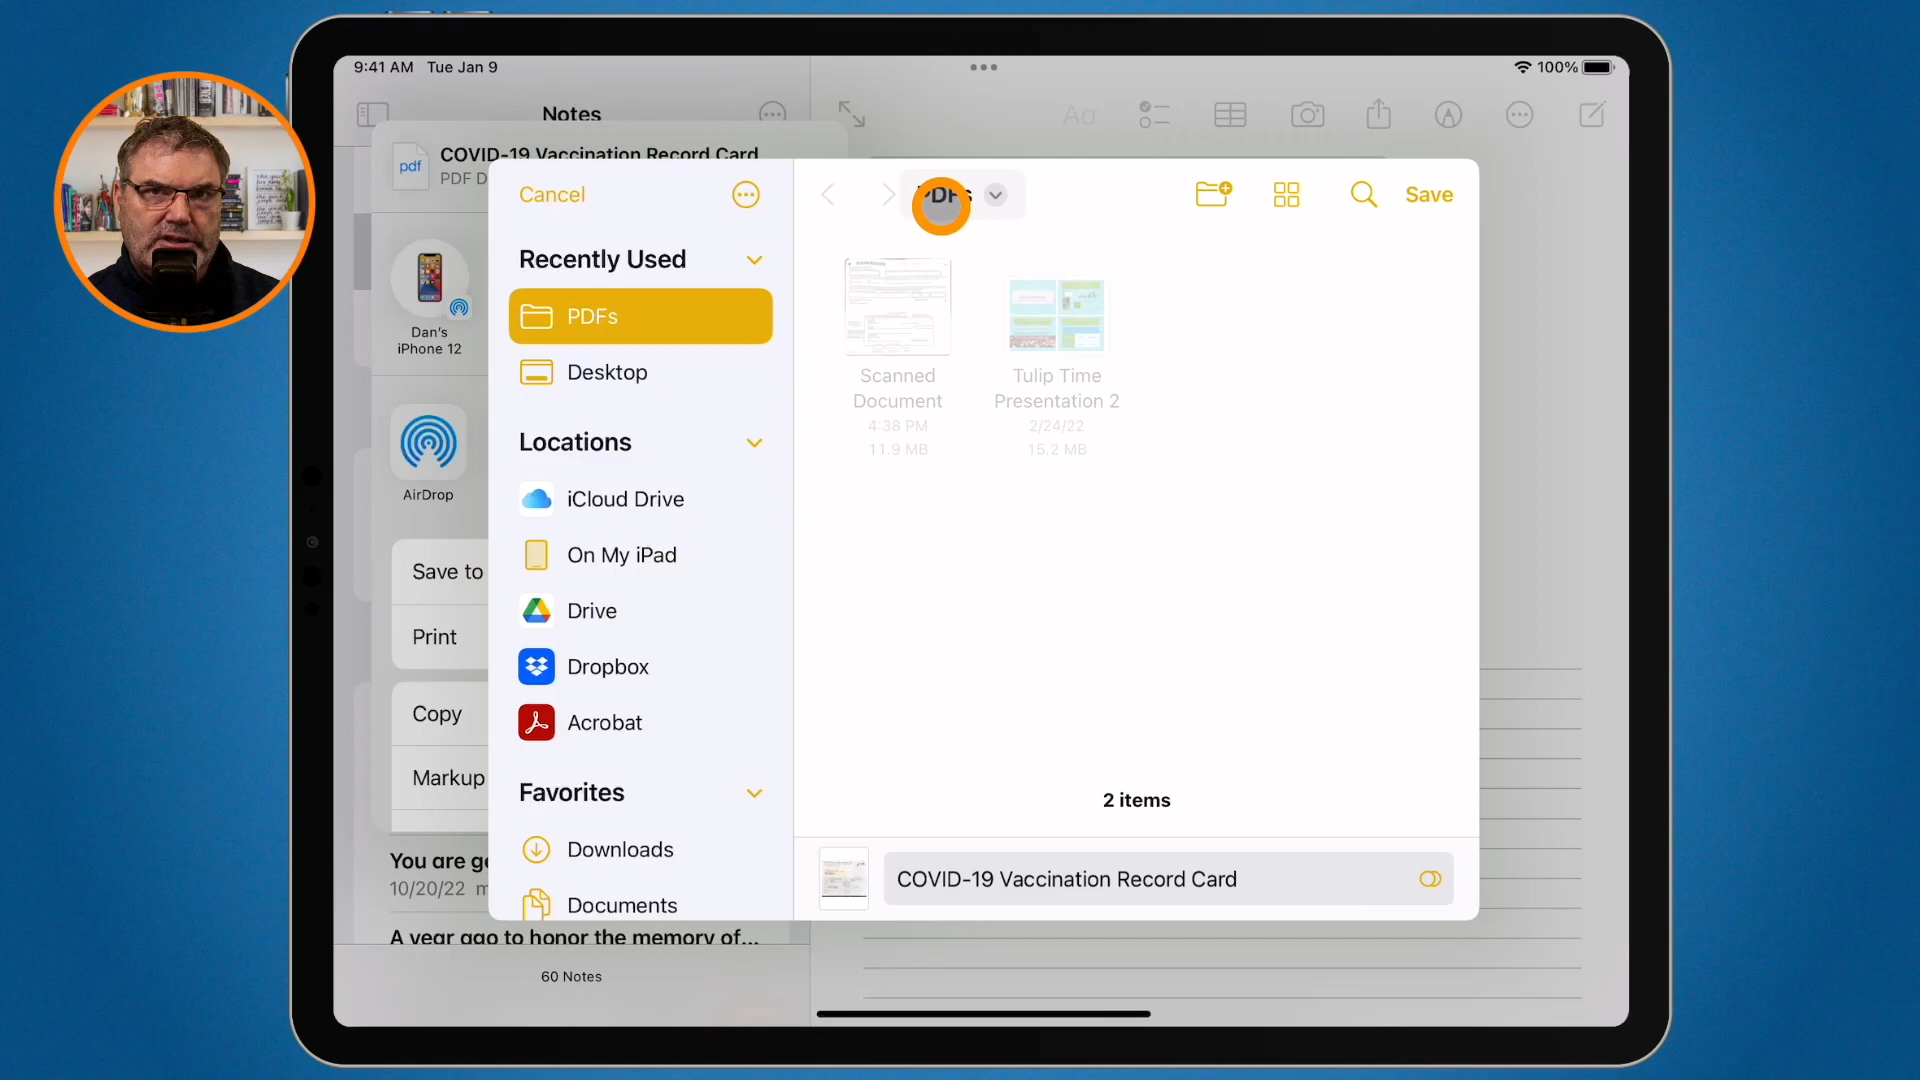 9:41 AM Tue Jan 9
100%
Notes
Aa
pdf
COVID-19 Vaccination Record Card
PDF D
Cancel
PDFs
Save
Recently Used
PDFs
Desktop
Dan's
iPhone 12
Scanned
Document
4:38 PM
11.9 MB
Tulip Time
Presentation 2
2/24/22
15.2 MB
Locations
iCloud Drive
On My iPad
Drive
Dropbox
Acrobat
AirDrop
Save to
Print
Copy
Markup
Favorites
Downloads
Documents
2 items
COVID-19 Vaccination Record Card
You are ge
10/20/22 m
A year ago to honor the memory of...
60 Notes